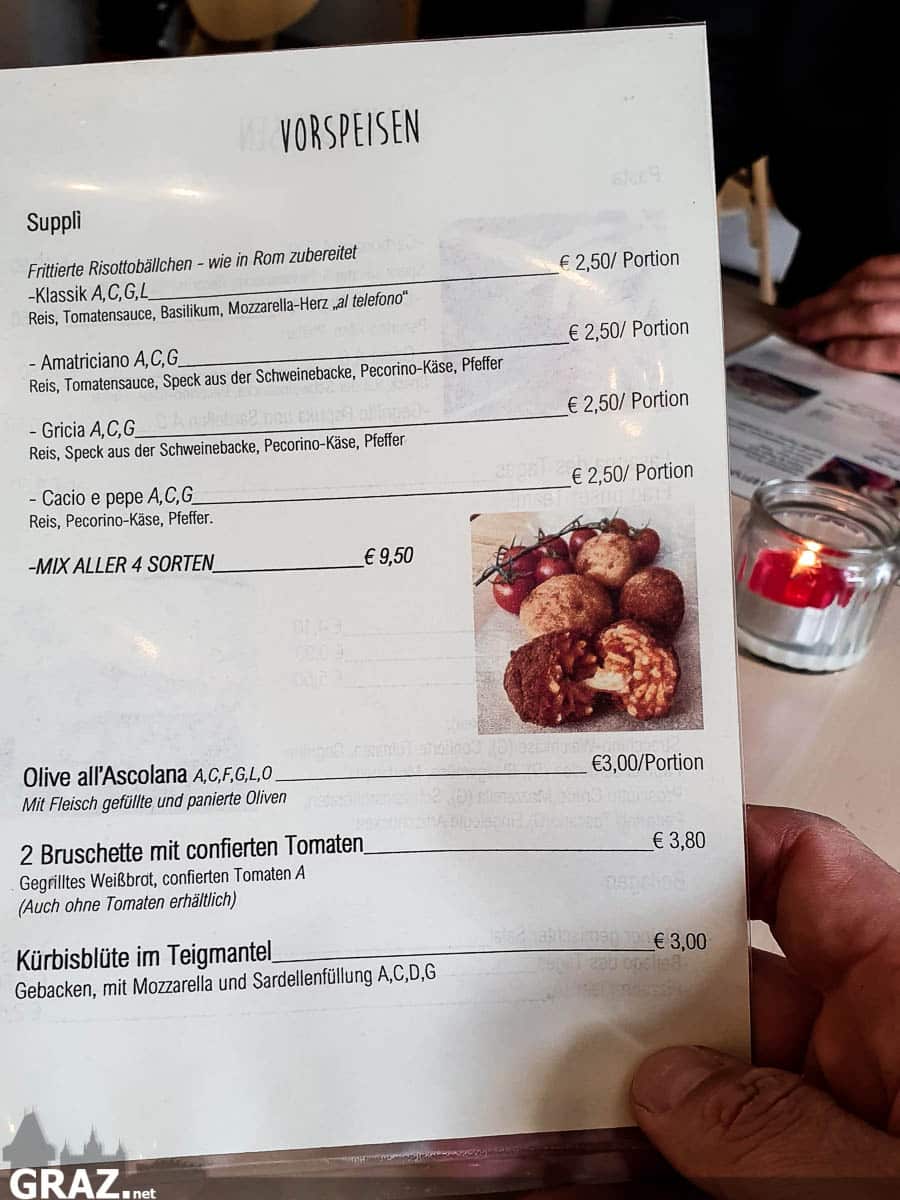 VORSPEISEN
Supplì
Frittierte Risottobällchen - wie in Rom zubereitet
-Klassik A,C,G,L € 2,50/ Portion
Reis, Tomatensauce, Basilikum, Mozzarella-Herz „al telefono“
- Amatriciano A,C,G € 2,50/ Portion
Reis, Tomatensauce, Speck aus der Schweinebacke, Pecorino-Käse, Pfeffer
- Gricia A,C,G € 2,50/ Portion
Reis, Speck aus der Schweinebacke, Pecorino-Käse, Pfeffer
- Cacio e pepe A,C,G € 2,50/ Portion
Reis, Pecorino-Käse, Pfeffer.
-MIX ALLER 4 SORTEN € 9,50
Olive all'Ascolana A,C,F,G,L,O €3,00/Portion
Mit Fleisch gefüllte und panierte Oliven
2 Bruschette mit confierten Tomaten € 3,80
Gegrilltes Weißbrot, confierten Tomaten A
(Auch ohne Tomaten erhältlich)
Kürbisblüte im Teigmantel € 3,00
Gebacken, mit Mozzarella und Sardellenfüllung A,C,D,G
GRAZ.net